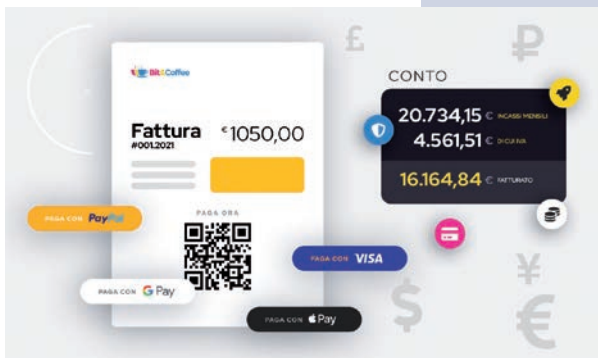 Bit&Coffee
Fattura €1050,00
#001.2021
PAGA ORA
PAGA CON PayPal
PAGA CON G Pay
PAGA CON VISA
PAGA CON Pay
CONTO
20.734,15 € INCASSI MENSILI
4.561,51 € DI CUI IVA
16.164,84 € FATTURATO
£
₽
¥
$
€